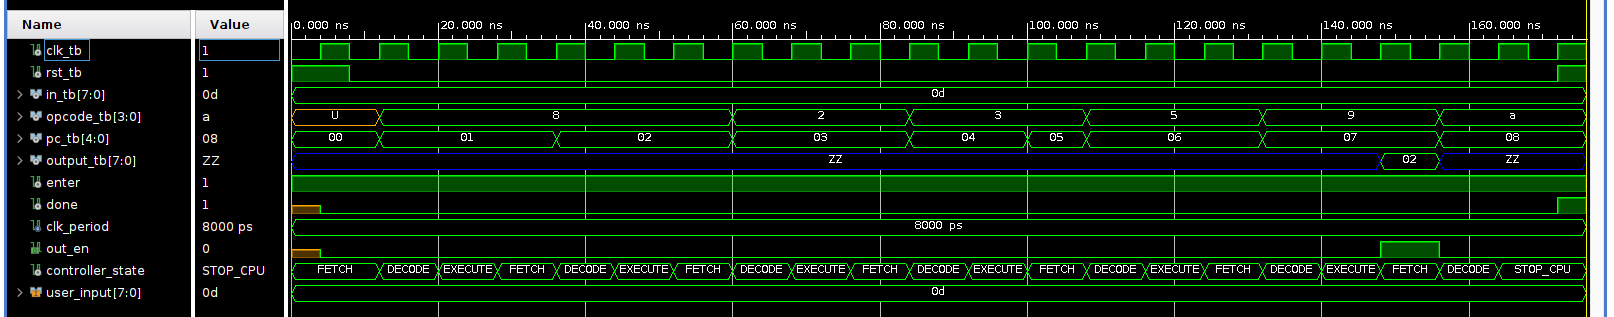 Name Value 0.000 ns 20.000 ns 40.000 ns 60.000 ns 80.000 ns 100.000 ns 120.000 ns 140.000 ns 160.000 ns
clk_tb 1
rst_tb 1
in_tb[7:0] 0d 0d
opcode_tb[3:0] a U 8 2 3 5 9 a
pc_tb[4:0] 08 00 01 02 03 04 05 06 07 08
output_tb[7:0] ZZ ZZ 02 ZZ
enter 1
done 1
clk_period 8000 ps 8000 ps
out_en 0
controller_state STOP_CPU FETCH DECODE EXECUTE FETCH DECODE EXECUTE FETCH DECODE EXECUTE FETCH DECODE EXECUTE FETCH DECODE EXECUTE FETCH DECODE EXECUTE FETCH DECODE STOP_CPU
user_input[7:0] 0d 0d